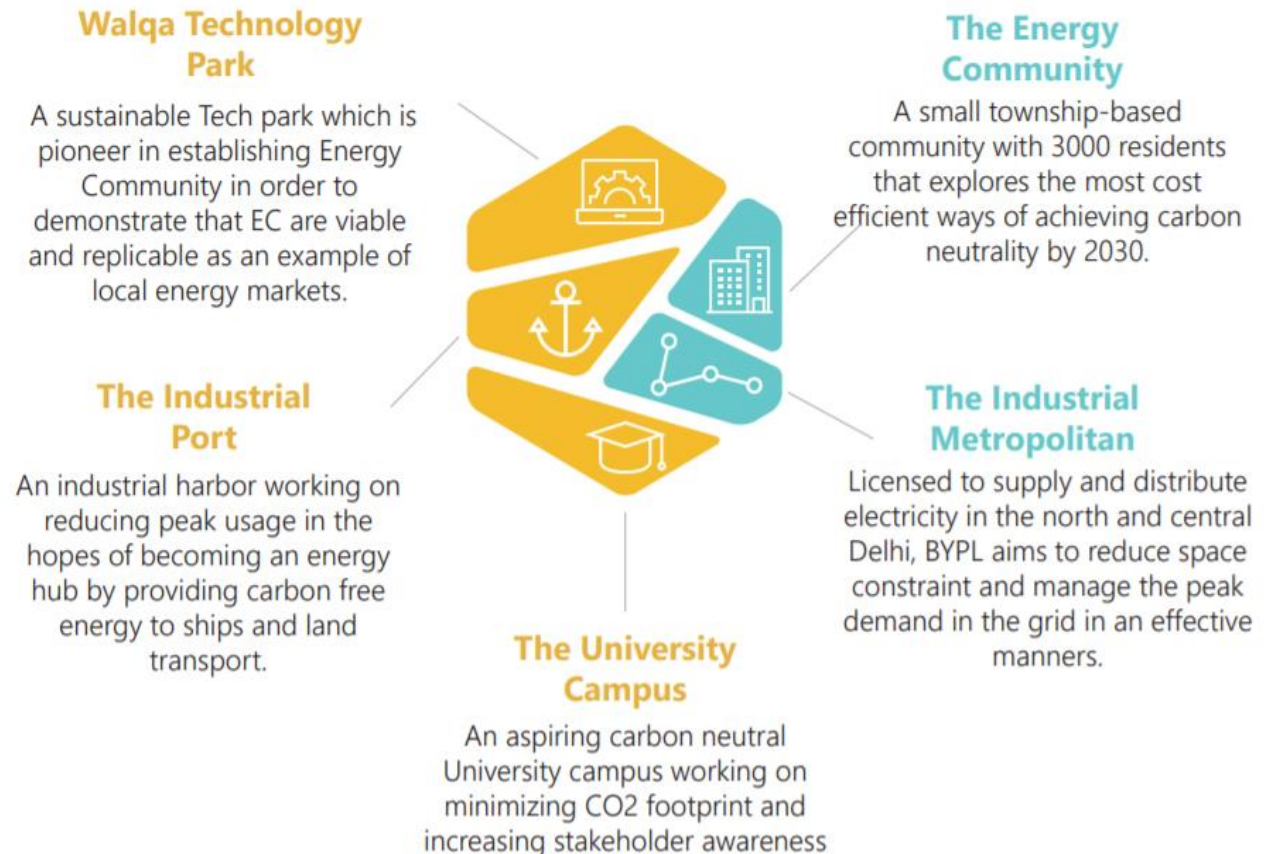 Walqa Technology
Park
A sustainable Tech park which is
pioneer in establishing Energy
Community in order to
demonstrate that EC are viable
and replicable as an example of
local energy markets.
The Energy
Community
A small township-based
community with 3000 residents
that explores the most cost
efficient ways of achieving carbon
neutrality by 2030.
The Industrial
Port
An industrial harbor working on
reducing peak usage in the
hopes of becoming an energy
hub by providing carbon free
energy to ships and land
transport.
The Industrial
Metropolitan
Licensed to supply and distribute
electricity in the north and central
Delhi, BYPL aims to reduce space
constraint and manage the peak
demand in the grid in an effective
manners.
The University
Campus
An aspiring carbon neutral
University campus working on
minimizing CO2 footprint and
increasing stakeholder awareness